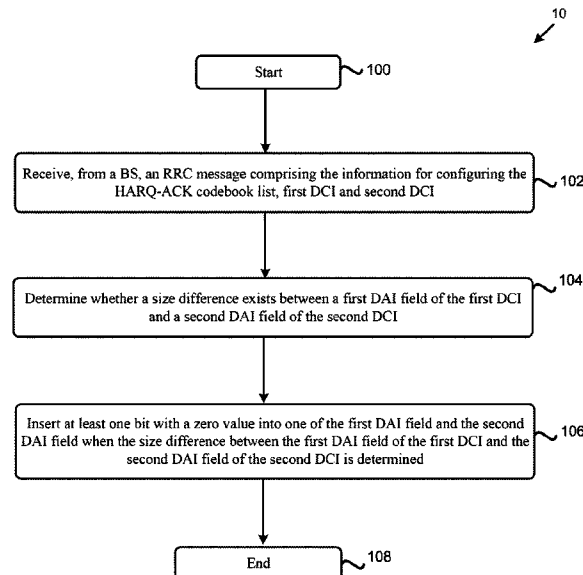 10
Start
100
Receive, from a BS, an RRC message comprising the information for configuring the
HARQ-ACK codebook list, first DCI and second DCI
102
Determine whether a size difference exists between a first DAI field of the first DCI
and a second DAI field of the second DCI
104
Insert at least one bit with a zero value into one of the first DAI field and the second
DAI field when the size difference between the first DAI field of the first DCI and the
second DAI field of the second DCI is determined
106
End
108